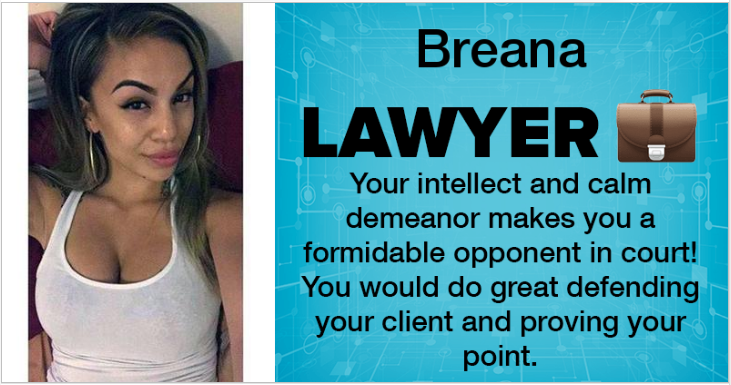 Breana
LAWYER
Your intellect and calm
demeanor makes you a
formidable opponent in court!
You would do great defending
your client and proving your
point.